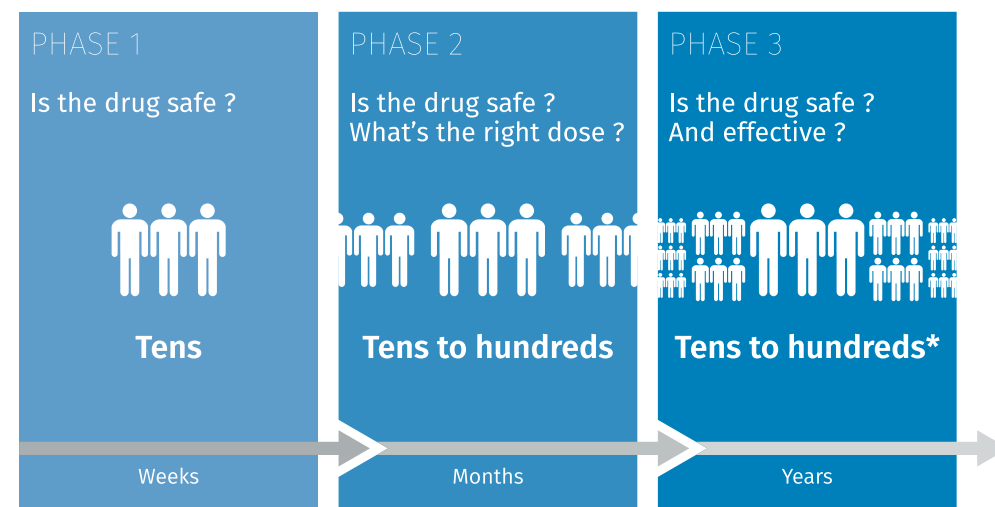 PHASE 1
Is the drug safe ?
Tens
Weeks
PHASE 2
Is the drug safe ?
What's the right dose ?
Tens to hundreds
Months
PHASE 3
Is the drug safe ?
And effective ?
Tens to hundreds*
Years